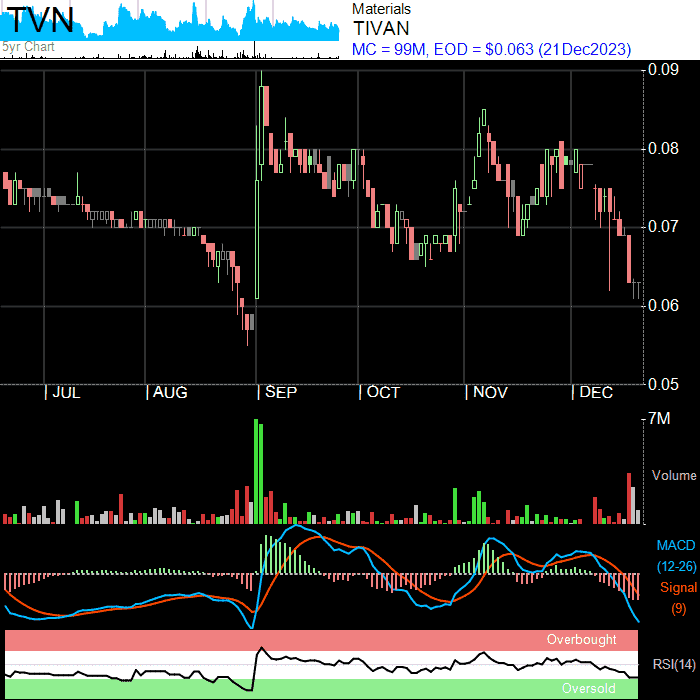 TVN
5yr Chart
Materials
TIVAN
MC = 99M, EOD = $0.063 (21Dec2023)
0.09
0.08
0.07
0.06
0.05
| JUL | AUG | SEP | OCT | NOV | DEC
7M
Volume
MACD
(12-26)
Signal
(9)
Overbought
RSI(14)
Oversold